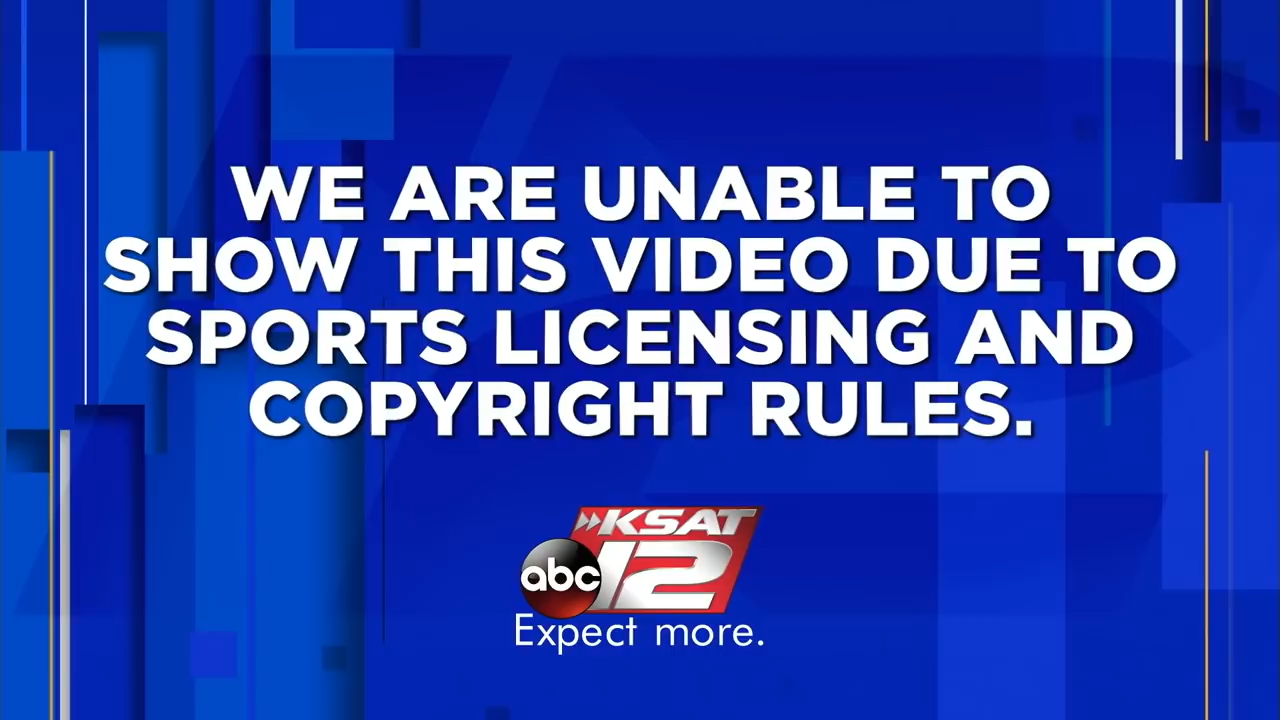 WE ARE UNABLE TO
SHOW THIS VIDEO DUE TO
SPORTS LICENSING AND
COPYRIGHT RULES.
KSAT
abc 12
Expect more.